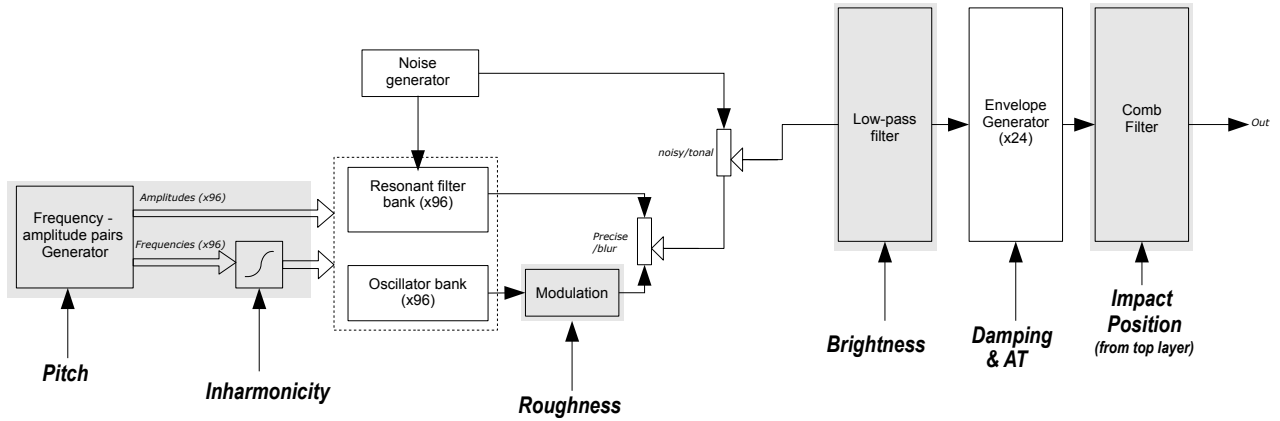 Noise
generator
Low-pass
filter
Envelope
Generator
(x24)
Comb
Filter
Out
noisy/tonal
Amplitudes (x96)
Resonant filter
bank (x96)
Frequency -
amplitude pairs
Generator
Frequencies (x96)
Precise
/blur
Oscillator bank
(x96)
Modulation
Pitch
Inharmonicity
Roughness
Brightness
Damping
& AT
Impact
Position
(from top layer)